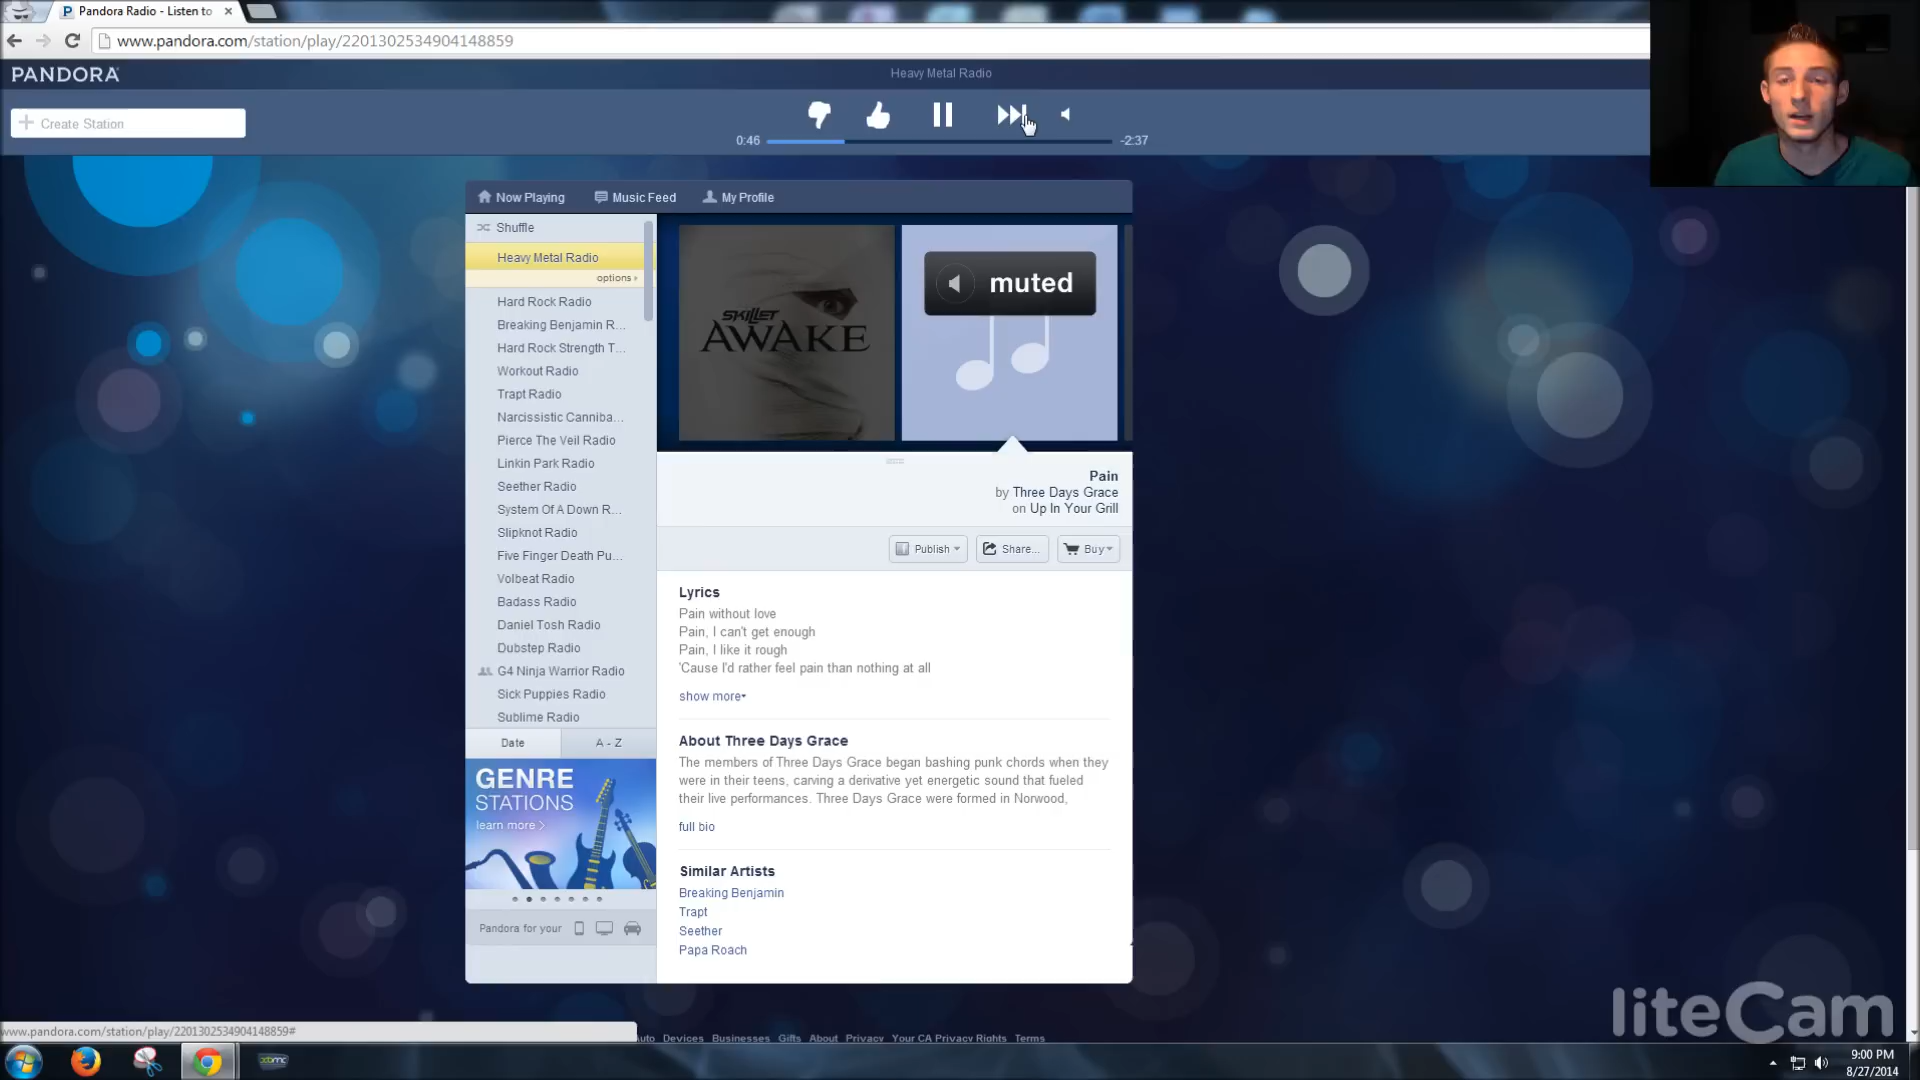 Pandora Radio - Listen to
www.pandora.com/station/play/2201302534904148859
PANDORA
Heavy Metal Radio
Create Station
0:46
-2:37
Now Playing
Music Feed
My Profile
Shuffle
Heavy Metal Radio
options
Hard Rock Radio
Breaking Benjamin R...
Hard Rock Strength T...
Workout Radio
Trapt Radio
Narcissistic Canniba...
Pierce The Veil Radio
Linkin Park Radio
Seether Radio
System Of A Down R...
Slipknot Radio
Five Finger Death Pu...
Volbeat Radio
Badass Radio
Daniel Tosh Radio
Dubstep Radio
G4 Ninja Warrior Radio
Sick Puppies Radio
Sublime Radio
Date
A - Z
GENRE
STATIONS
learn more >
Pandora for your
SKILLET
AWAKE
muted
Pain
by Three Days Grace
on Up In Your Grill
Publish
Share...
Buy
Lyrics
Pain without love
Pain, I can't get enough
Pain, I like it rough
'Cause I'd rather feel pain than nothing at all
show more
About Three Days Grace
The members of Three Days Grace began bashing punk chords when they
were in their teens, carving a derivative yet energetic sound that fueled
their live performances. Three Days Grace were formed in Norwood,
full bio
Similar Artists
Breaking Benjamin
Trapt
Seether
Papa Roach
liteCam
www.pandora.com/station/play/2201302534904148859#
Devices Businesses Gifts About Privacy Your CA Privacy Rights Terms
xbmc
9:00 PM
8/27/2014